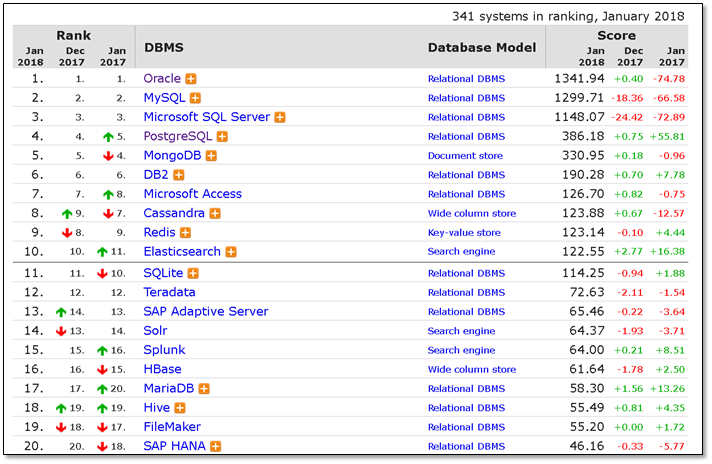 341 systems in ranking, January 2018
Rank DBMS Database Model Score
Jan 2018 Dec 2017 Jan 2017 Jan 2018 Dec 2017 Jan 2017
1. 1. 1. Oracle Relational DBMS 1341.94 +0.40 -74.78
2. 2. 2. MySQL Relational DBMS 1299.71 -18.36 -66.58
3. 3. 3. Microsoft SQL Server Relational DBMS 1148.07 -24.42 -72.89
4. 4. 5. PostgreSQL Relational DBMS 386.18 +0.75 +55.81
5. 5. 4. MongoDB Document store 330.95 +0.18 -0.96
6. 6. 6. DB2 Relational DBMS 190.28 +0.70 +7.78
7. 7. 8. Microsoft Access Relational DBMS 126.70 +0.82 -0.75
8. 9. 7. Cassandra Wide column store 123.88 +0.67 -12.57
9. 8. 9. Redis Key-value store 123.14 -0.10 +4.44
10. 10. 11. Elasticsearch Search engine 122.55 +2.77 +16.38
11. 11. 10. SQLite Relational DBMS 114.25 -0.94 +1.88
12. 12. 12. Teradata Relational DBMS 72.63 -2.11 -1.54
13. 14. 13. SAP Adaptive Server Relational DBMS 65.46 -0.22 -3.64
14. 13. 14. Solr Search engine 64.37 -1.93 -3.71
15. 15. 16. Splunk Search engine 64.00 +0.21 +8.51
16. 16. 15. HBase Wide column store 61.64 -1.78 +2.50
17. 17. 20. MariaDB Relational DBMS 58.30 +1.56 +13.26
18. 19. 19. Hive Relational DBMS 55.49 +0.81 +4.35
19. 18. 17. FileMaker Relational DBMS 55.20 +0.00 +1.72
20. 20. 18. SAP HANA Relational DBMS 46.16 -0.33 -5.77